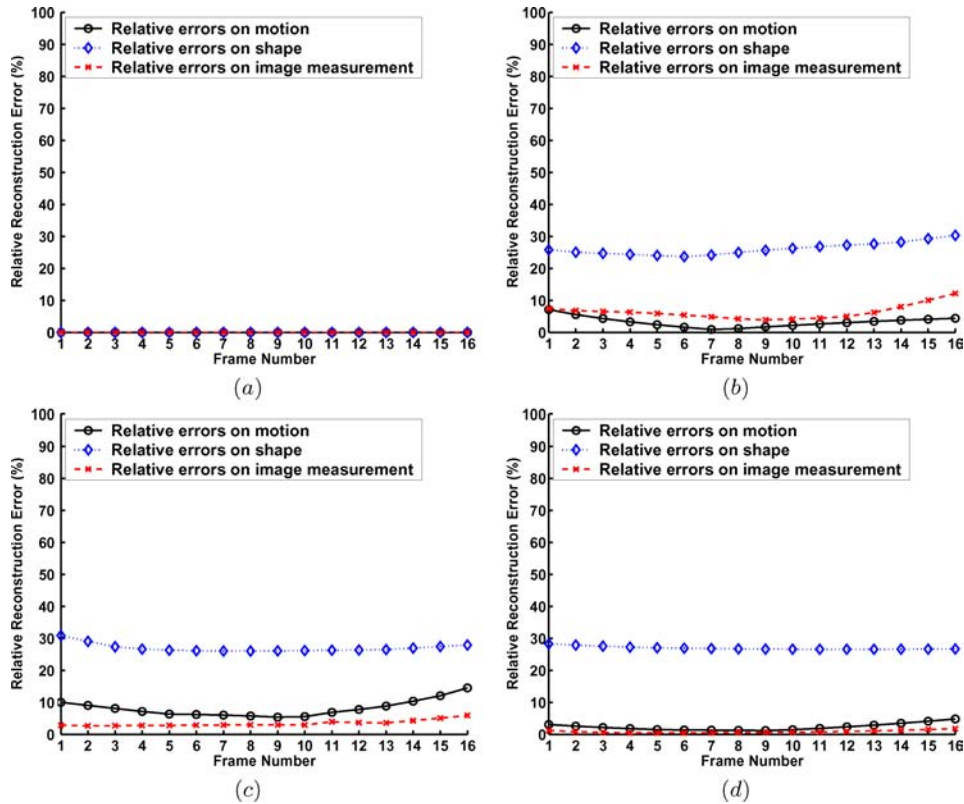 Relative Reconstruction Error (%)
100
90
80
70
60
50
40
30
20
10
0
Relative errors on motion
Relative errors on shape
Relative errors on image measurement
1 2 3 4 5 6 7 8 9 10 11 12 13 14 15 16
Frame Number
(a)
Relative Reconstruction Error (%)
100
90
80
70
60
50
40
30
20
10
0
Relative errors on motion
Relative errors on shape
Relative errors on image measurement
1 2 3 4 5 6 7 8 9 10 11 12 13 14 15 16
Frame Number
(b)
Relative Reconstruction Error (%)
100
90
80
70
60
50
40
30
20
10
0
Relative errors on motion
Relative errors on shape
Relative errors on image measurement
1 2 3 4 5 6 7 8 9 10 11 12 13 14 15 16
Frame Number
(c)
Relative Reconstruction Error (%)
100
90
80
70
60
50
40
30
20
10
0
Relative errors on motion
Relative errors on shape
Relative errors on image measurement
1 2 3 4 5 6 7 8 9 10 11 12 13 14 15 16
Frame Number
(d)